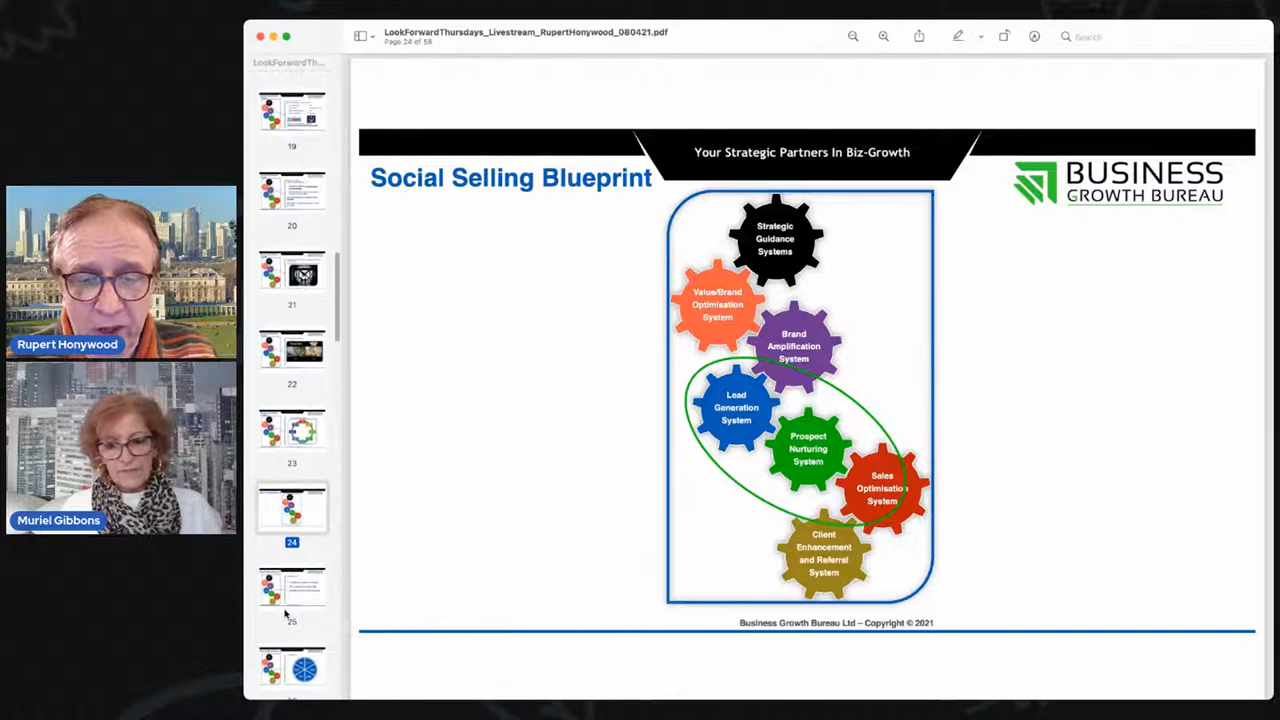 LookForwardThursdays_Livestream_RupertHonywood_080421.pdf
Page 24 of 58
Search
LookForwardTh...
19
20
21
22
23
24
25
Rupert Honywood
Muriel Gibbons
Your Strategic Partners In Biz-Growth
Social Selling Blueprint
BUSINESS
GROWTH BUREAU
Strategic
Guidance
Systems
Value/Brand
Optimisation
System
Brand
Amplification
System
Lead
Generation
System
Prospect
Nurturing
System
Sales
Optimisation
System
Client
Enhancement
and Referral
System
Business Growth Bureau Ltd – Copyright © 2021